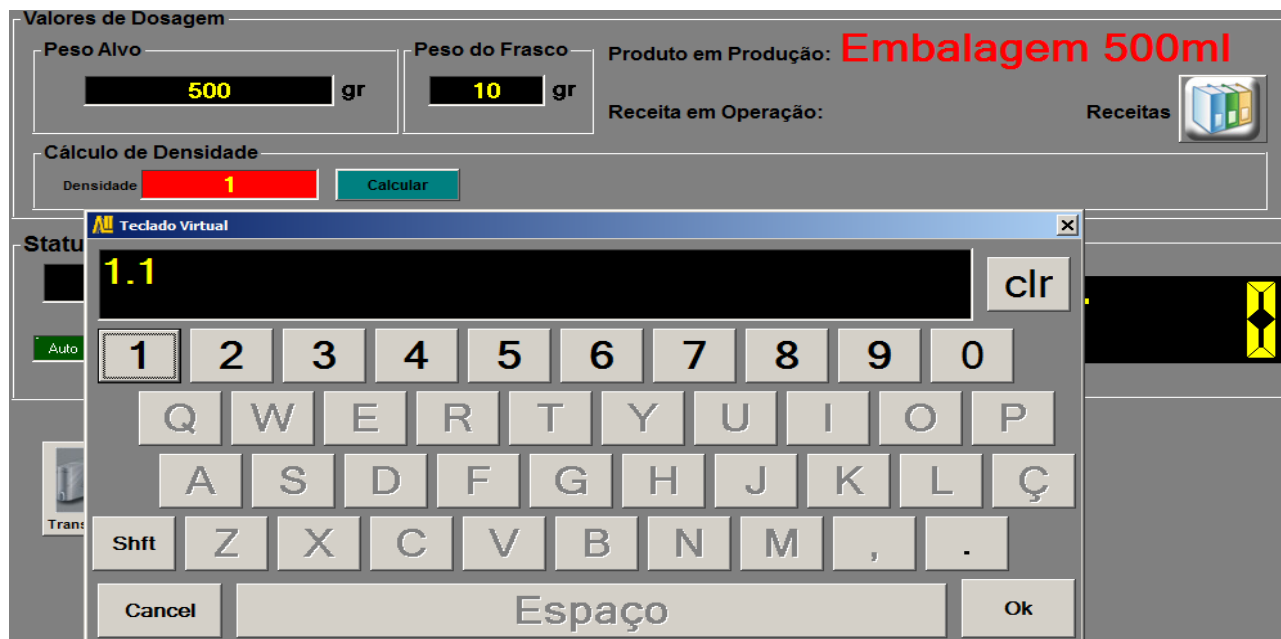 Valores de Dosagem
Peso Alvo
500 gr
Peso do Frasco
10 gr
Produto em Produção: Embalagem 500ml
Receita em Operação:
Receitas
Cálculo de Densidade
Densidade 1 Calcular
Teclado Virtual
Statu
1.1 clr
Auto
1 2 3 4 5 6 7 8 9 0
Q W E R T Y U I O P
A S D F G H J K L Ç
Trans
Shft Z X C V B N M , .
Cancel Espaço Ok